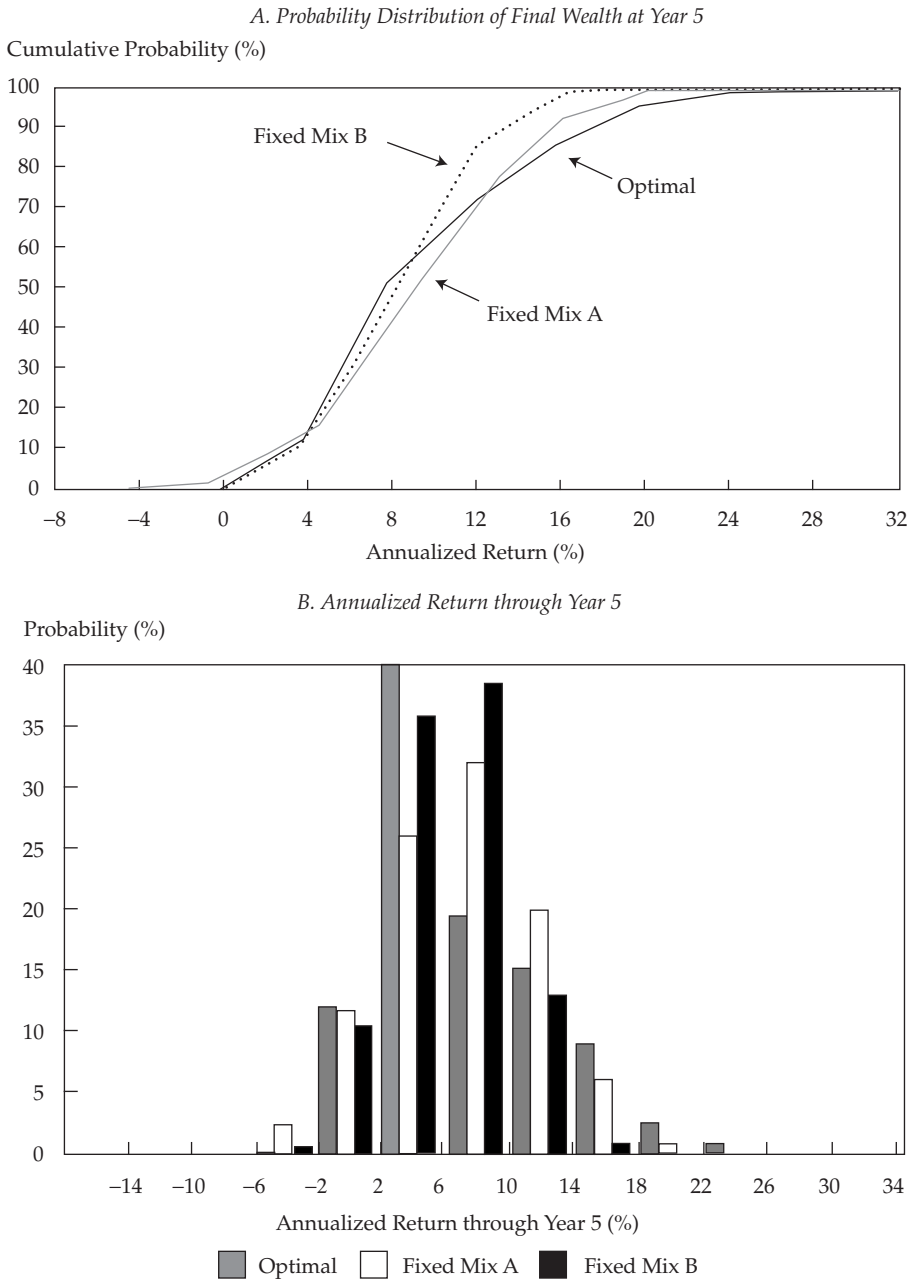 A. Probability Distribution of Final Wealth at Year 5
Cumulative Probability (%)
100
90
80
70
60
50
40
30
20
10
0
Fixed Mix B
Optimal
Fixed Mix A
–8 –4 0 4 8 12 16 20 24 28 32
Annualized Return (%)
B. Annualized Return through Year 5
Probability (%)
40
35
30
25
20
15
10
5
0
–14 –10 –6 –2 2 6 10 14 18 22 26 30 34
Annualized Return through Year 5 (%)
Optimal Fixed Mix A Fixed Mix B